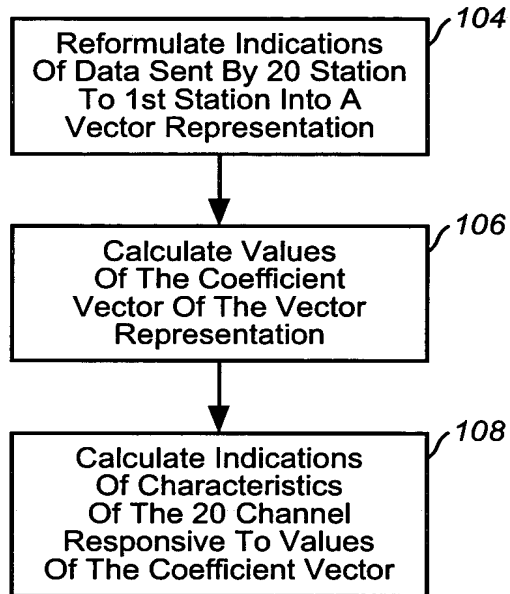 104
Reformulate Indications
Of Data Sent By 20 Station
To 1st Station Into A
Vector Representation
106
Calculate Values
Of The Coefficient
Vector Of The Vector
Representation
108
Calculate Indications
Of Characteristics
Of The 20 Channel
Responsive To Values
Of The Coefficient Vector